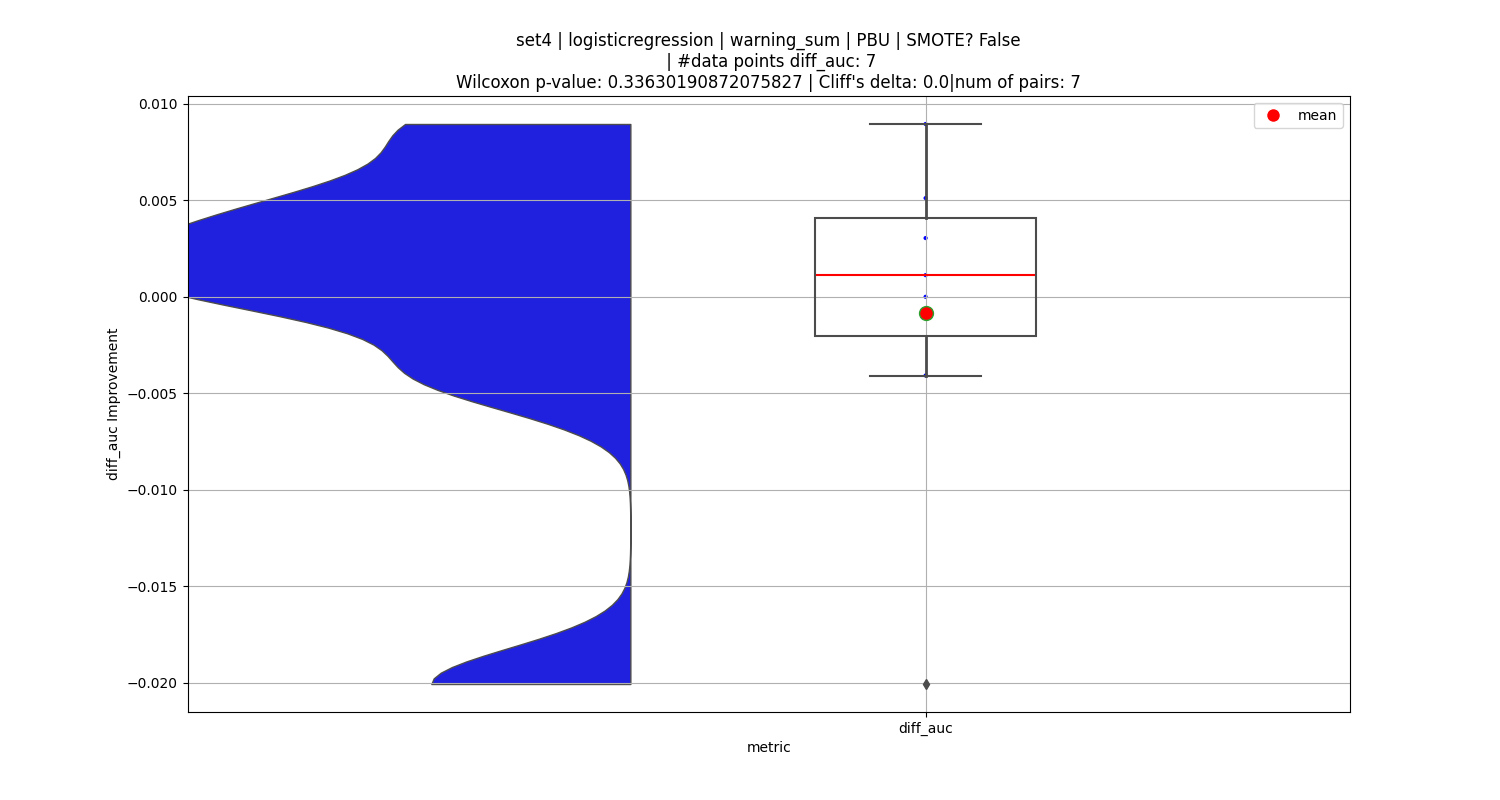 set4 | logisticregression | warning_sum | PBU | SMOTE? False
| #data points diff_auc: 7
Wilcoxon p-value: 0.33630190872075827 | Cliff's delta: 0.0|num of pairs: 7
0.010
0.005
0.000
−0.005
−0.010
−0.015
−0.020
diff_auc Improvement
mean
diff_auc
metric